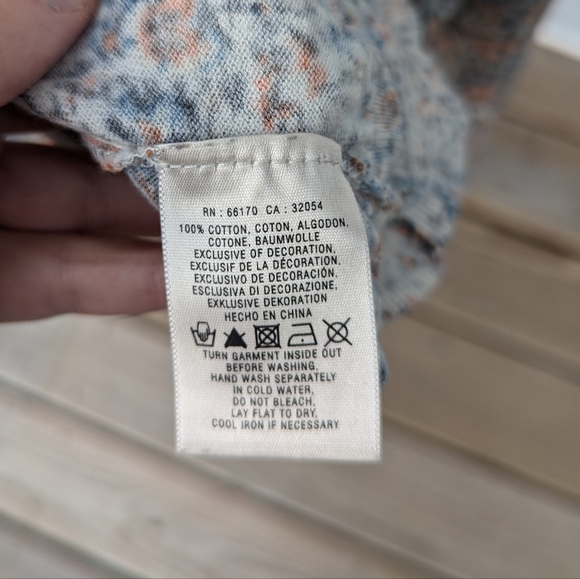 RN : 66170 CA : 32054
100% COTTON, COTON, ALGODON,
COTONE, BAUMWOLLE
EXCLUSIVE OF DECORATION,
EXCLUSIF DE LA DÉCORATION,
EXCLUSIVO DE DECORACIÓN,
ESCLUSIVA DI DECORAZIONE,
EXKLUSIVE DEKORATION
HECHO EN CHINA
TURN GARMENT INSIDE OUT
BEFORE WASHING,
HAND WASH SEPARATELY
IN COLD WATER,
DO NOT BLEACH,
LAY FLAT TO DRY,
COOL IRON IF NECESSARY